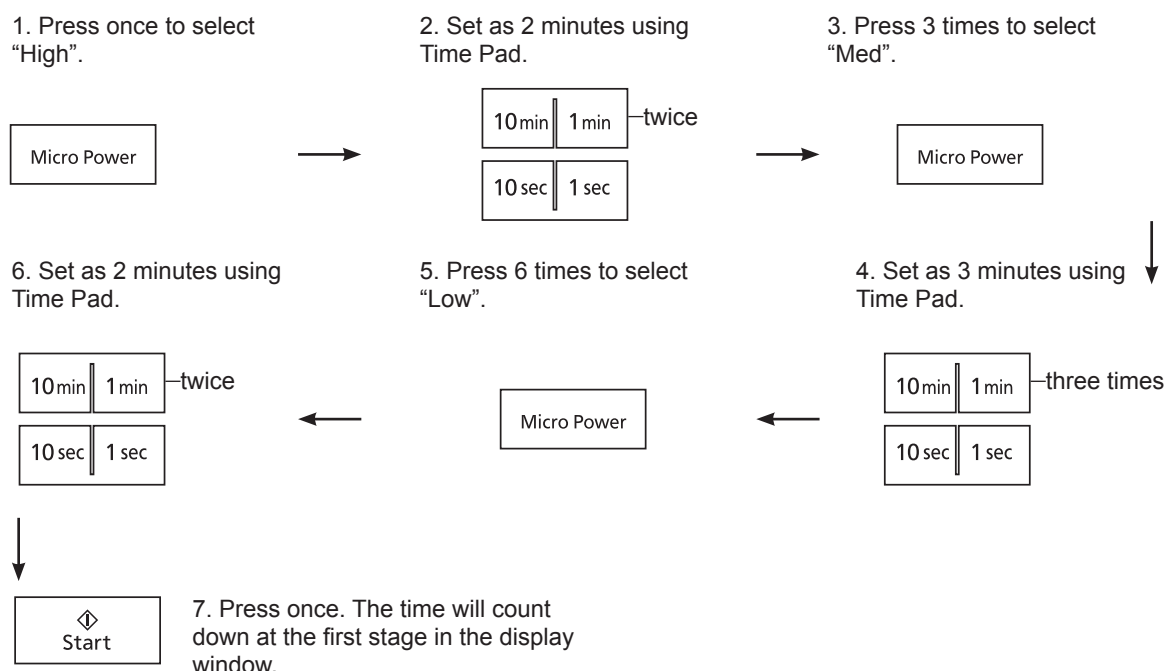 1. Press once to select
“High”.
Micro Power
2. Set as 2 minutes using
Time Pad.
10 min 1 min
twice
10 sec 1 sec
3. Press 3 times to select
“Med”.
Micro Power
4. Set as 3 minutes using
Time Pad.
10 min 1 min
three times
10 sec 1 sec
5. Press 6 times to select
“Low”.
Micro Power
6. Set as 2 minutes using
Time Pad.
10 min 1 min
twice
10 sec 1 sec
Start
7. Press once. The time will count
down at the first stage in the display
window.